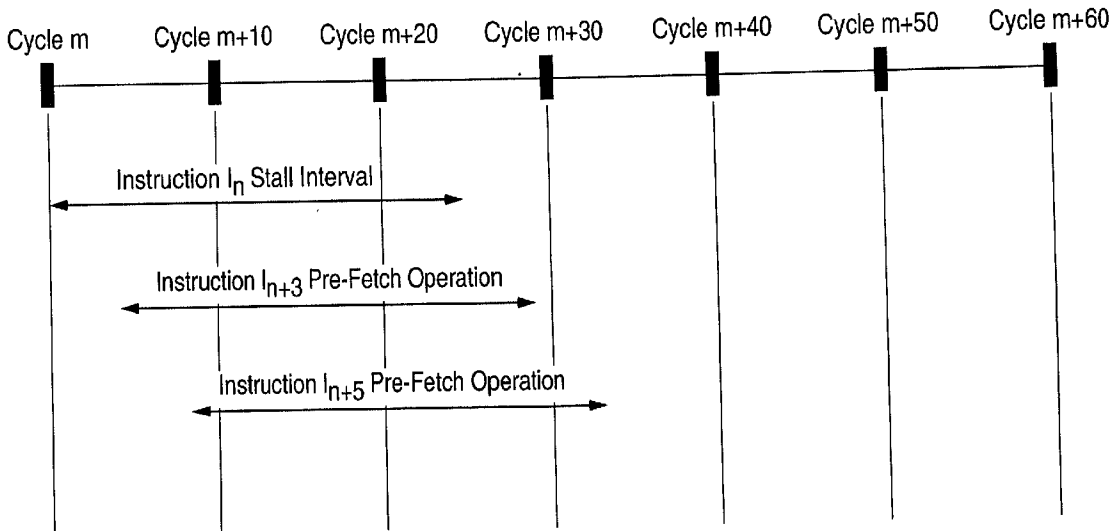 Cycle m Cycle m+10 Cycle m+20 Cycle m+30 Cycle m+40 Cycle m+50 Cycle m+60
Instruction In Stall Interval
Instruction In+3 Pre-Fetch Operation
Instruction In+5 Pre-Fetch Operation